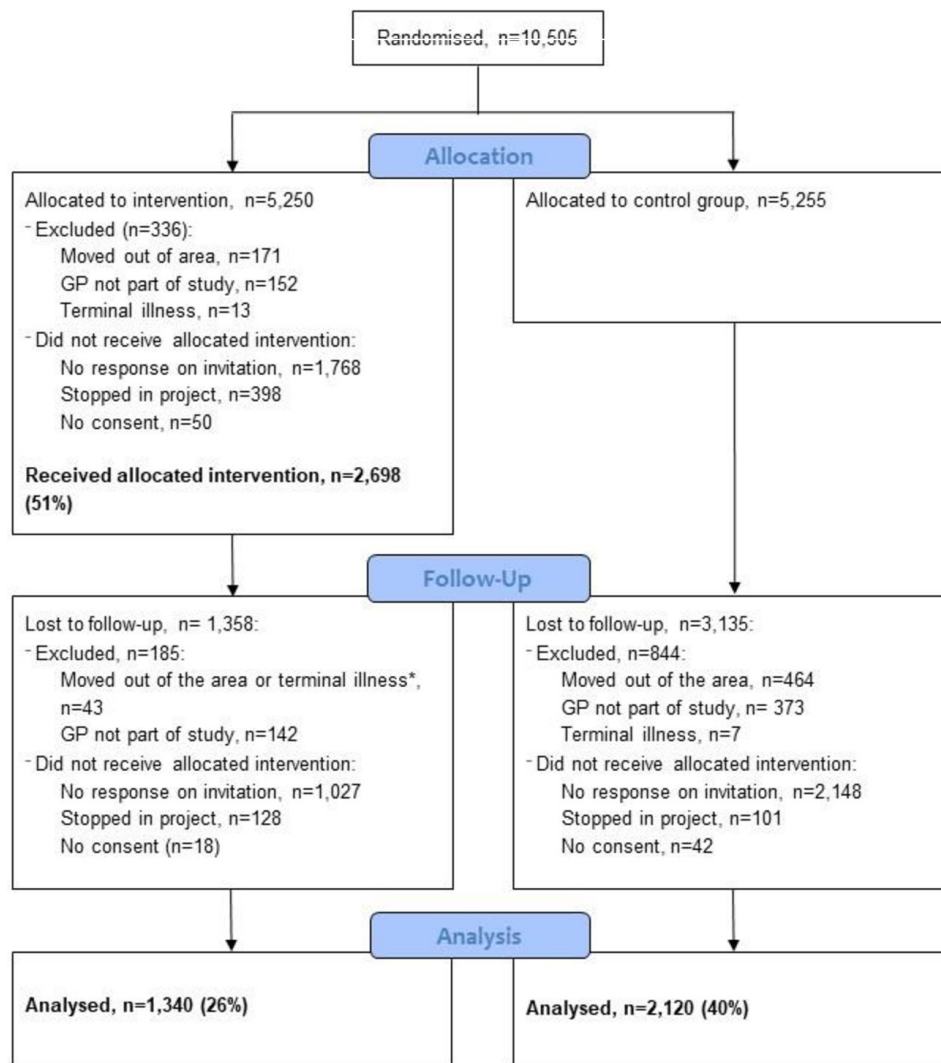 Randomised, n=10,505
Allocation
Allocated to intervention, n=5,250
- Excluded (n=336):
Moved out of area, n=171
GP not part of study, n=152
Terminal illness, n=13
- Did not receive allocated intervention:
No response on invitation, n=1,768
Stopped in project, n=398
No consent, n=50
Received allocated intervention, n=2,698
(51%)
Allocated to control group, n=5,255
Follow-Up
Lost to follow-up, n= 1,358:
- Excluded, n=185:
Moved out of the area or terminal illness*,
n=43
GP not part of study, n=142
- Did not receive allocated intervention:
No response on invitation, n=1,027
Stopped in project, n=128
No consent (n=18)
Lost to follow-up, n=3,135:
- Excluded, n=844:
Moved out of the area, n=464
GP not part of study, n= 373
Terminal illness, n=7
- Did not receive allocated intervention:
No response on invitation, n=2,148
Stopped in project, n=101
No consent, n=42
Analysis
Analysed, n=1,340 (26%)
Analysed, n=2,120 (40%)